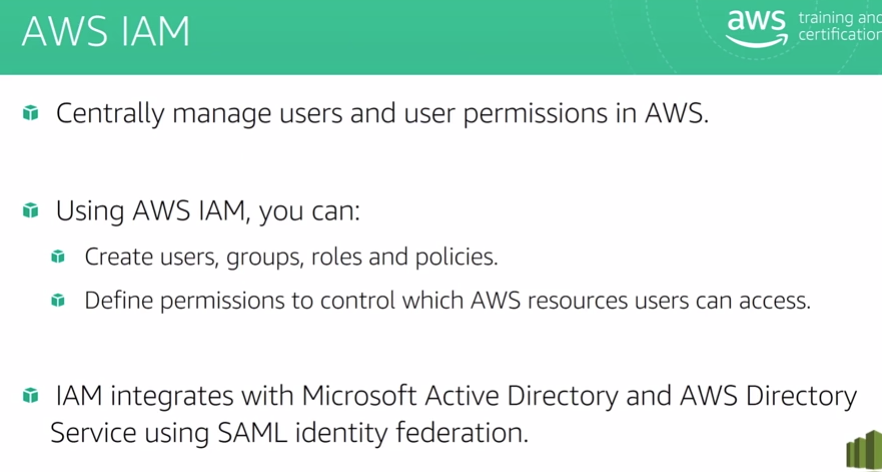 AWS IAM
aws
training and
certification
Centrally manage users and user permissions in AWS.
Using AWS IAM, you can:
Create users, groups, roles and policies.
Define permissions to control which AWS resources users can access.
IAM integrates with Microsoft Active Directory and AWS Directory
Service using SAML identity federation.